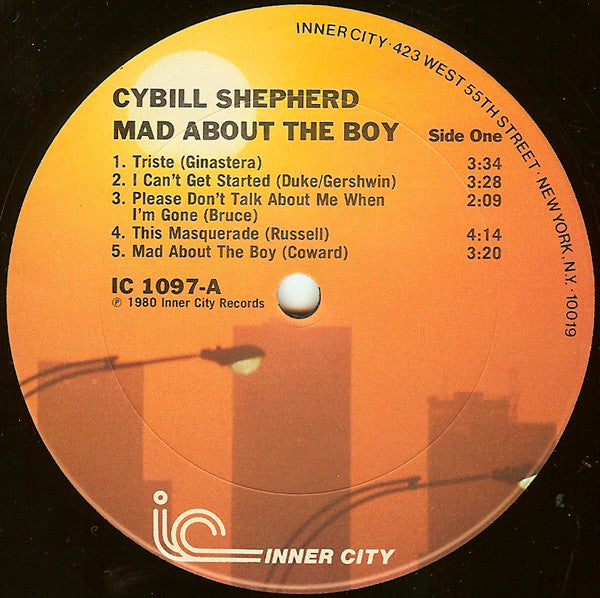 INNER CITY · 423 WEST 55TH STREET · NEW YORK, N.Y. · 10019
CYBILL SHEPHERD
MAD ABOUT THE BOY Side One
1. Triste (Ginastera) 3:34
2. I Can't Get Started (Duke/Gershwin) 3:28
3. Please Don't Talk About Me When 2:09
I'm Gone (Bruce)
4. This Masquerade (Russell) 4:14
5. Mad About The Boy (Coward) 3:20
IC 1097-A
℗ 1980 Inner City Records
ic
INNER CITY